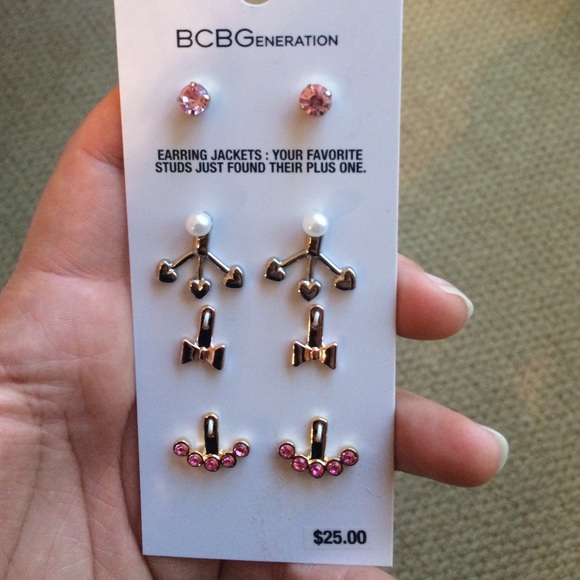 BCBGENERATION
EARRING JACKETS : YOUR FAVORITE
STUDS JUST FOUND THEIR PLUS ONE.
$25.00